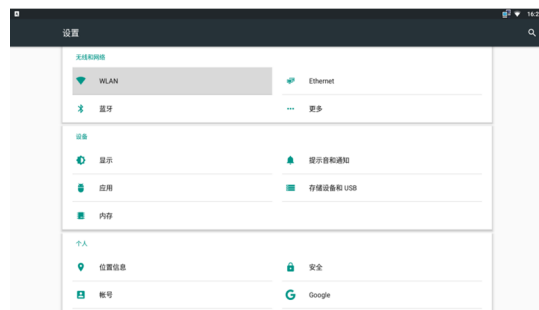 16:2
设置
无线和网络
WLAN
Ethernet
蓝牙
更多
设备
显示
提示音和通知
应用
存储设备和 USB
内存
个人
位置信息
安全
帐号
Google